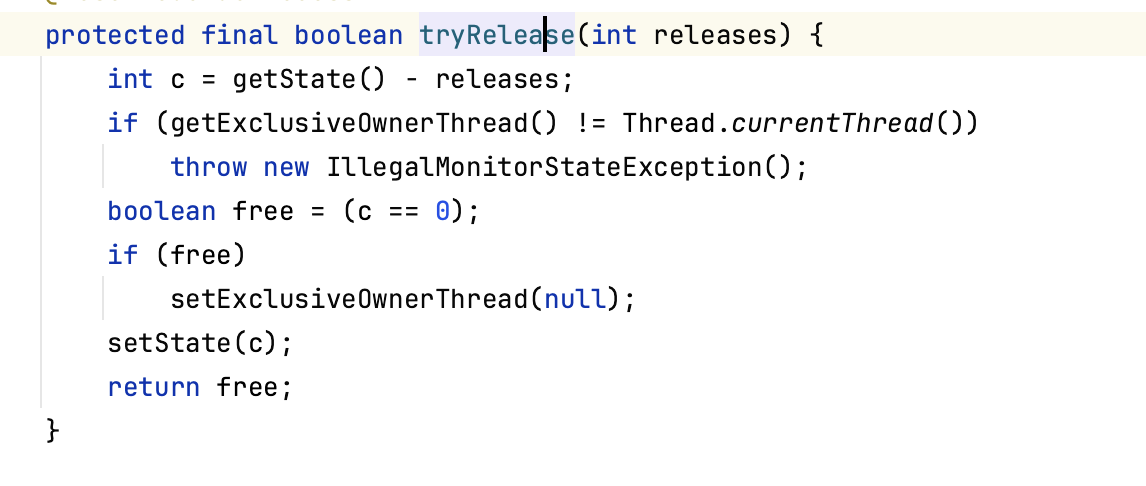 protected final boolean tryRelease(int releases) {
int c = getState() - releases;
if (getExclusiveOwnerThread() != Thread.currentThread())
throw new IllegalMonitorStateException();
boolean free = (c == 0);
if (free)
setExclusiveOwnerThread(null);
setState(c);
return free;
}